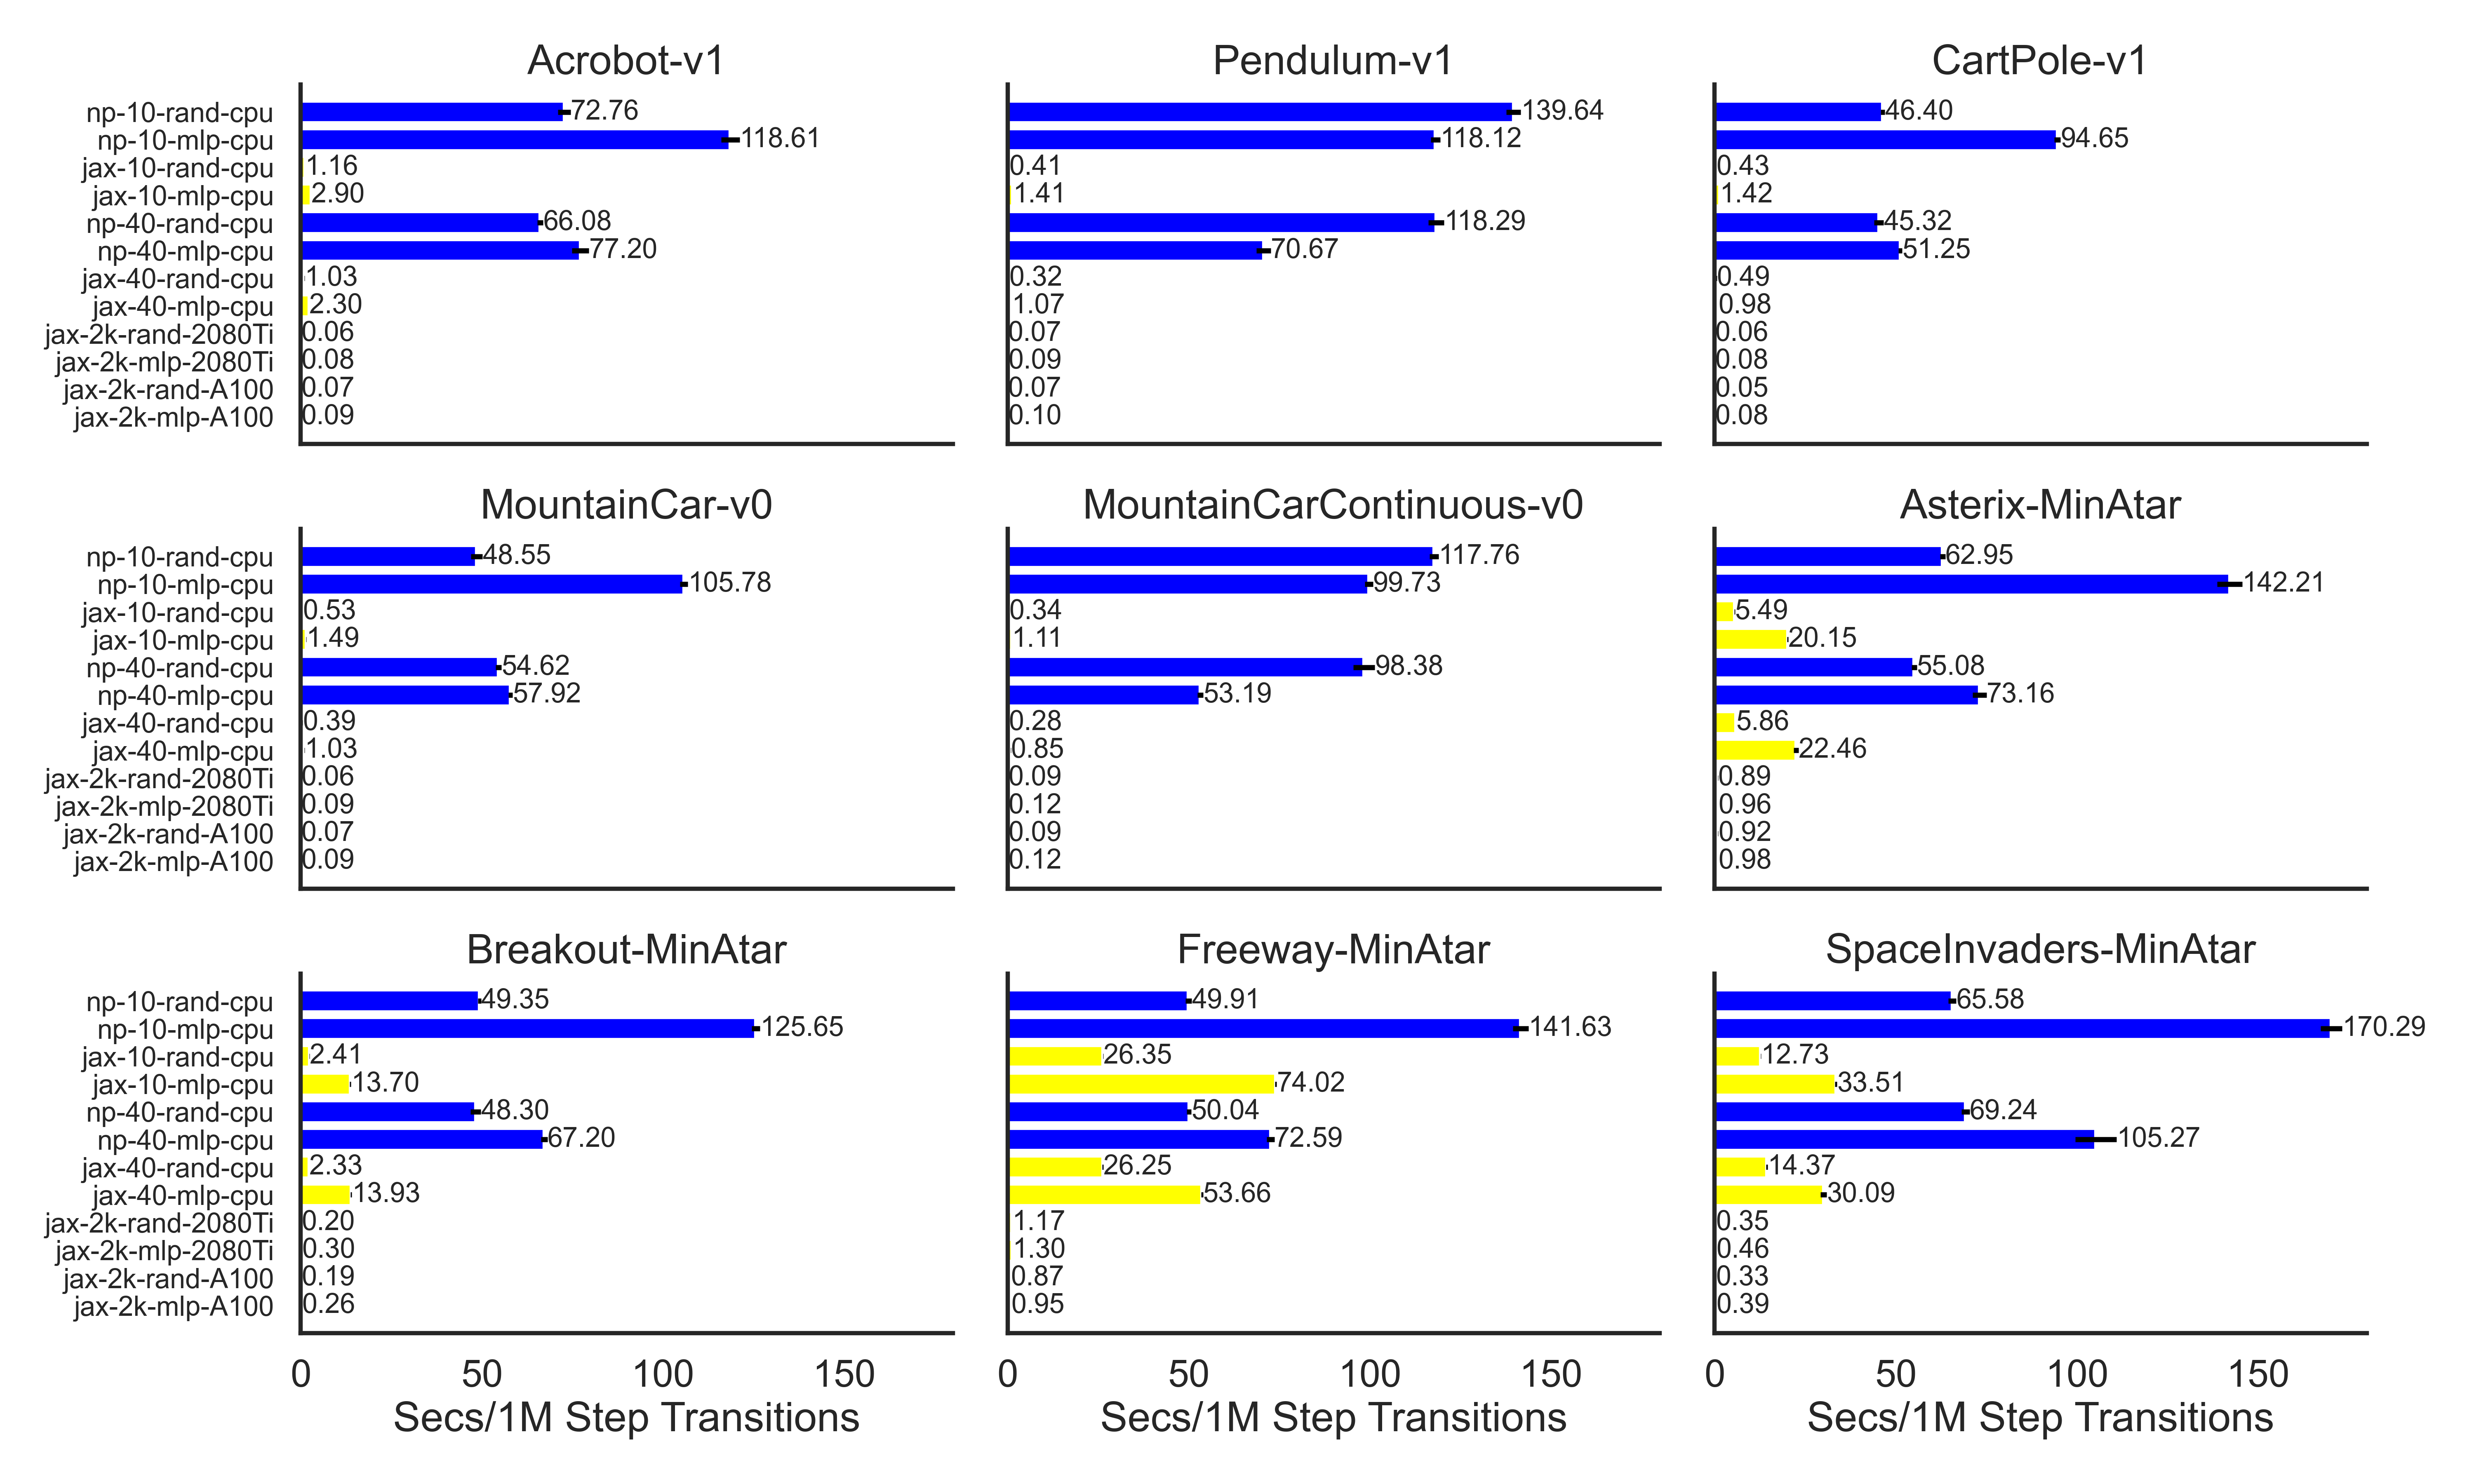 Acrobot-v1
np-10-rand-cpu 72.76
np-10-mlp-cpu 118.61
jax-10-rand-cpu 1.16
jax-10-mlp-cpu 2.90
np-40-rand-cpu 66.08
np-40-mlp-cpu 77.20
jax-40-rand-cpu 1.03
jax-40-mlp-cpu 2.30
jax-2k-rand-2080Ti 0.06
jax-2k-mlp-2080Ti 0.08
jax-2k-rand-A100 0.07
jax-2k-mlp-A100 0.09
Pendulum-v1
139.64
118.12
0.41
1.41
118.29
70.67
0.32
1.07
0.07
0.09
0.07
0.10
CartPole-v1
46.40
94.65
0.43
1.42
45.32
51.25
0.49
0.98
0.06
0.08
0.05
0.08
MountainCar-v0
np-10-rand-cpu 48.55
np-10-mlp-cpu 105.78
jax-10-rand-cpu 0.53
jax-10-mlp-cpu 1.49
np-40-rand-cpu 54.62
np-40-mlp-cpu 57.92
jax-40-rand-cpu 0.39
jax-40-mlp-cpu 1.03
jax-2k-rand-2080Ti 0.06
jax-2k-mlp-2080Ti 0.09
jax-2k-rand-A100 0.07
jax-2k-mlp-A100 0.09
MountainCarContinuous-v0
117.76
99.73
0.34
1.11
98.38
53.19
0.28
0.85
0.09
0.12
0.09
0.12
Asterix-MinAtar
62.95
142.21
5.49
20.15
55.08
73.16
5.86
22.46
0.89
0.96
0.92
0.98
Breakout-MinAtar
np-10-rand-cpu 49.35
np-10-mlp-cpu 125.65
jax-10-rand-cpu 2.41
jax-10-mlp-cpu 13.70
np-40-rand-cpu 48.30
np-40-mlp-cpu 67.20
jax-40-rand-cpu 2.33
jax-40-mlp-cpu 13.93
jax-2k-rand-2080Ti 0.20
jax-2k-mlp-2080Ti 0.30
jax-2k-rand-A100 0.19
jax-2k-mlp-A100 0.26
0 50 100 150
Secs/1M Step Transitions
Freeway-MinAtar
49.91
141.63
26.35
74.02
50.04
72.59
26.25
53.66
1.17
1.30
0.87
0.95
0 50 100 150
Secs/1M Step Transitions
SpaceInvaders-MinAtar
65.58
170.29
12.73
33.51
69.24
105.27
14.37
30.09
0.35
0.46
0.33
0.39
0 50 100 150
Secs/1M Step Transitions